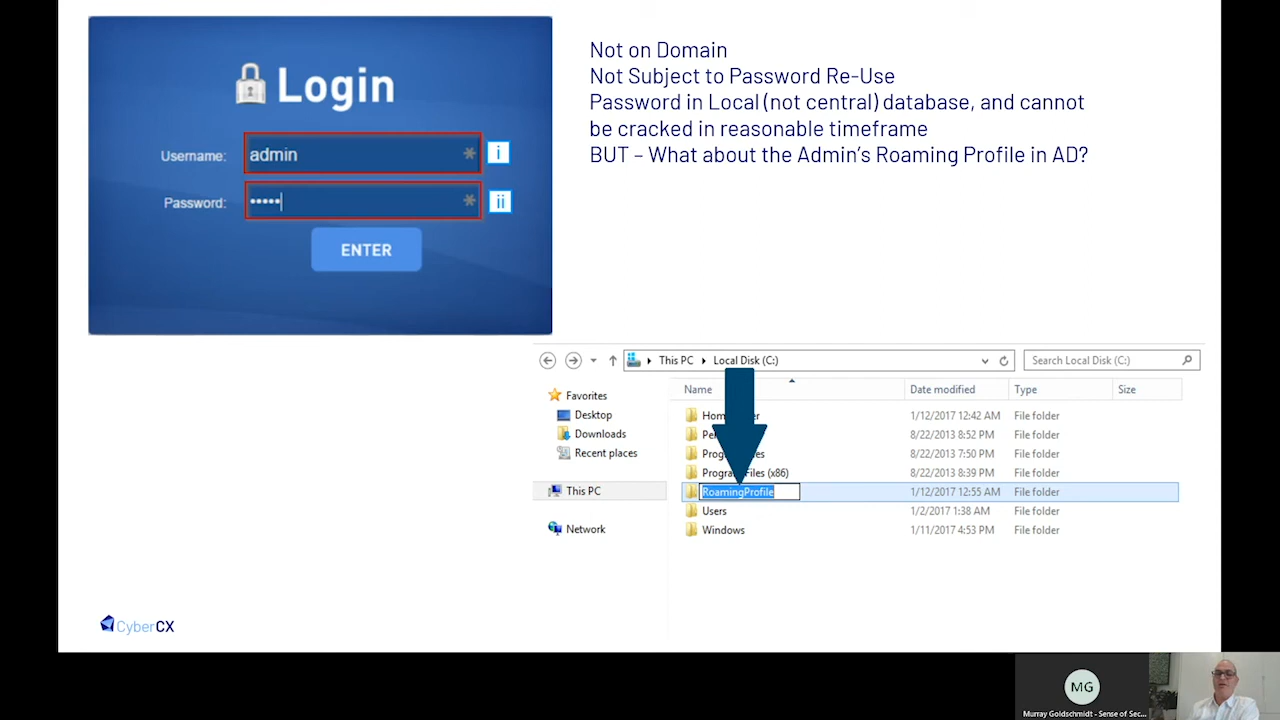 Login
Username:
admin
*
i
Password:
•••••
*
ii
ENTER
Not on Domain
Not Subject to Password Re-Use
Password in Local (not central) database, and cannot
be cracked in reasonable timeframe
BUT – What about the Admin's Roaming Profile in AD?
This PC
Local Disk (C:)
Search Local Disk (C:)
Name
Date modified
Type
Size
Favorites
Desktop
Downloads
Recent places
This PC
Network
1/12/2017 12:42 AM File folder
8/22/2013 8:52 PM File folder
8/22/2013 7:50 PM File folder
(x86) 8/22/2013 8:39 PM File folder
RoamingProfile 1/12/2017 12:55 AM File folder
Users 1/2/2017 1:38 AM File folder
Windows 1/11/2017 4:53 PM File folder
CyberCX
MG
Murray Goldschmidt - Sense of Sec...